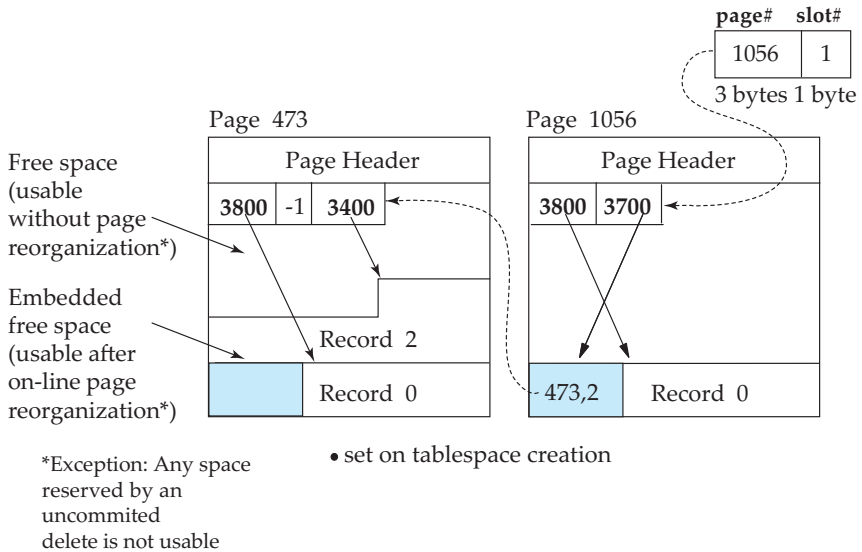 page# slot#
1056 1
3 bytes 1 byte
Page 473
Page 1056
Page Header
Page Header
3800 -1 3400
3800 3700
Free space
(usable
without page
reorganization*)
Embedded
free space
(usable after
on-line page
reorganization*)
Record 2
Record 0
473,2 Record 0
• set on tablespace creation
*Exception: Any space
reserved by an
uncommited
delete is not usable